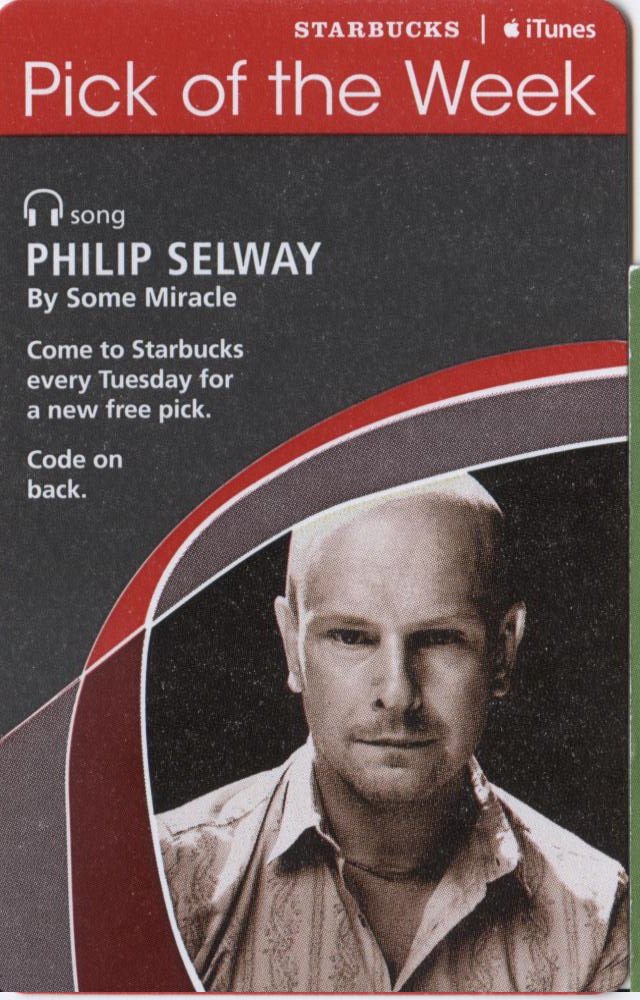 STARBUCKS | iTunes
Pick of the Week
song
PHILIP SELWAY
By Some Miracle
Come to Starbucks
every Tuesday for
a new free pick.
Code on
back.